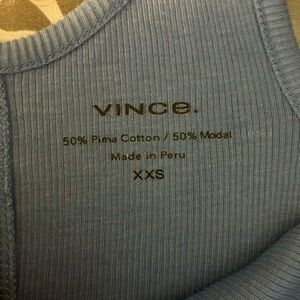 VINCE.
50% Pima Cotton / 50% Modal
Made in Peru
XXS